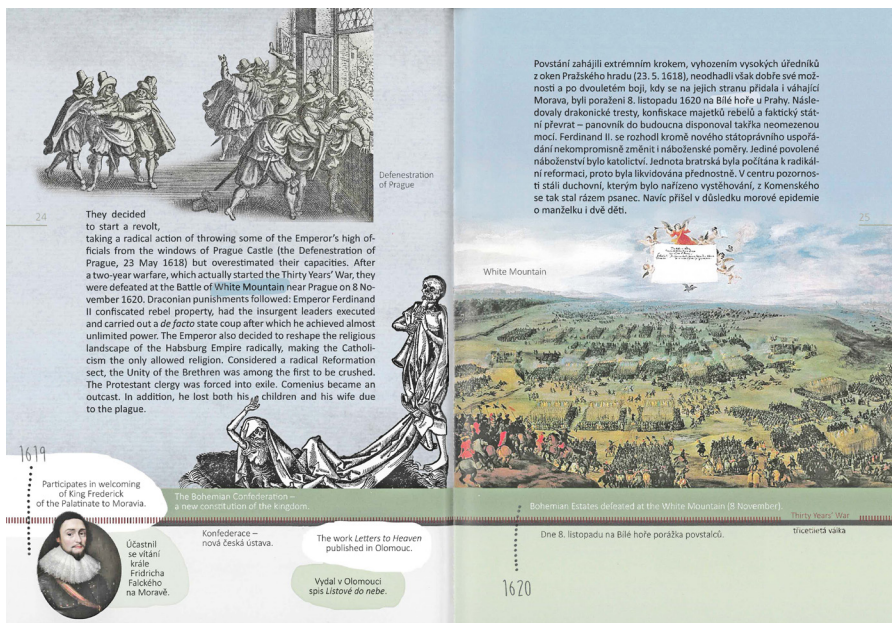 Defenestration
of Prague
24
They decided
to start a revolt,
taking a radical action of throwing some of the Emperor's high of-
ficials from the windows of Prague Castle (the Defenestration of
Prague, 23 May 1618) but overestimated their capacities. After
a two-year warfare, which actually started the Thirty Years' War, they
were defeated at the Battle of White Mountain near Prague on 8 No-
vember 1620. Draconian punishments followed: Emperor Ferdinand
II confiscated rebel property, had the insurgent leaders executed
and carried out a de facto state coup after which he achieved almost
unlimited power. The Emperor also decided to reshape the religious
landscape of the Habsburg Empire radically, making the Catholi-
cism the only allowed religion. Considered a radical Reformation
sect, the Unity of the Brethren was among the first to be crushed.
The Protestant clergy was forced into exile. Comenius became an
outcast. In addition, he lost both his children and his wife due
to the plague.
1619
Participates in welcoming
of King Frederick
of the Palatinate to Moravia.
The Bohemian Confederation –
a new constitution of the kingdom.
Účastnil
se vítání
krále
Fridricha
Falckého
na Moravě.
Konfederace –
nová česká ústava.
The work Letters to Heaven
published in Olomouc.
Vydal v Olomouci
spis Listové do nebe.
Povstání zahájili extrémním krokem, vyhozením vysokých úředníků
z oken Pražského hradu (23. 5. 1618), neodhadli však dobře své mož-
nosti a po dvouletém boji, kdy se na jejich stranu přidala i váhající
Morava, byli poraženi 8. listopadu 1620 na Bílé hoře u Prahy. Násle-
dovaly drakonické tresty, konfiskace majetků rebelů a faktický stát-
ní převrat – panovník do budoucna disponoval takřka neomezenou
mocí. Ferdinand II. se rozhodl kromě nového státoprávního uspořá-
dání nekompromisně změnit i náboženské poměry. Jediné povolené
náboženství bylo katolictví. Jednota bratrská byla počítána k radikál-
ní reformaci, proto byla likvidována přednostně. V centru pozornos-
ti stáli duchovní, kterým bylo nařízeno vystěhování, z Komenského
se tak stal rázem psanec. Navíc přišel v důsledku morové epidemie
o manželku i dvě děti.
25
White Mountain
Bohemian Estates defeated at the White Mountain (8 November).
Thirty Years' War
třicetiletá válka
Dne 8. listopadu na Bílé hoře porážka povstalců.
1620